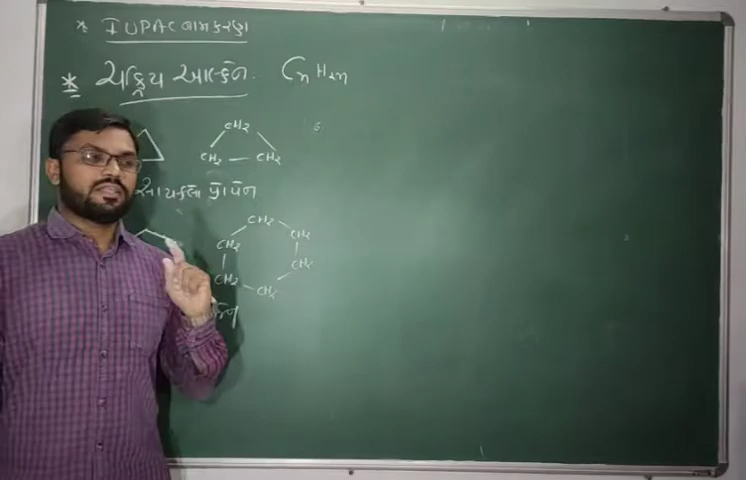 * IUPAC નામકરણ
* ચક્રિય આલ્કેન. CnH2n
CH2
CH2 — CH2
સાયક્લો પ્રોપેન
CH2
CH2 CH2
CH2 CH2
CH2